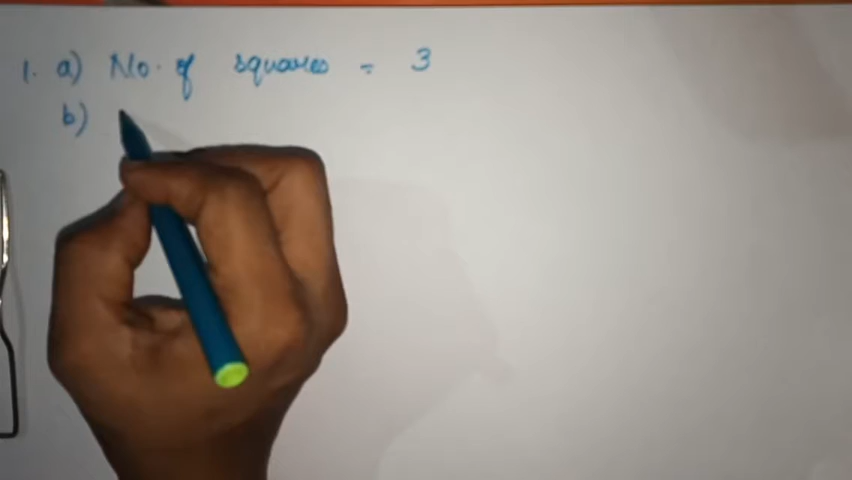 1. a) No. of squares = 3
b)